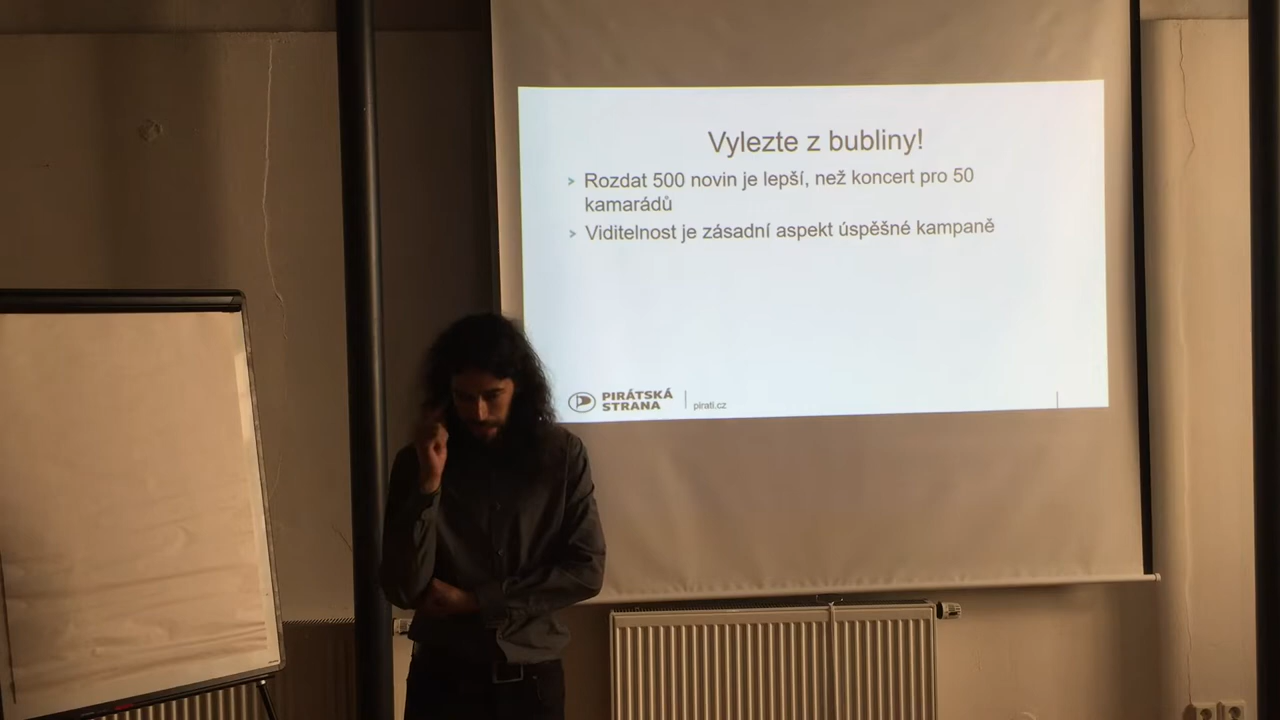 Vylezte z bubliny!
Rozdat 500 novin je lepší, než koncert pro 50
kamarádů
Viditelnost je zásadní aspekt úspěšné kampaně
PIRÁTSKÁ
STRANA
pirati.cz